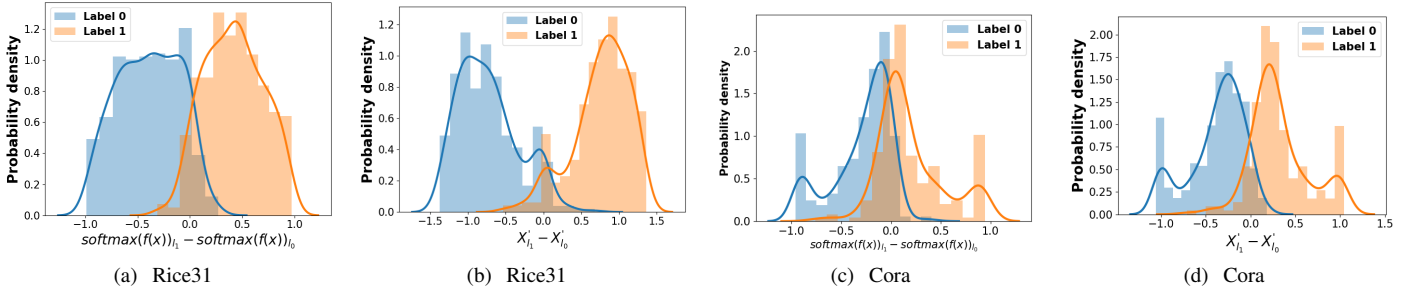 Probability density
1.2
1.0
0.8
0.6
0.4
0.2
0.0
Label 0
Label 1
−1.0 −0.5 0.0 0.5 1.0
softmax(f(x))l₁ − softmax(f(x))l₀
(a) Rice31
Probability density
1.2
1.0
0.8
0.6
0.4
0.2
0.0
Label 0
Label 1
−1.5 −1.0 −0.5 0.0 0.5 1.0 1.5
X'l₁ − X'l₀
(b) Rice31
Probability density
2.0
1.5
1.0
0.5
0.0
Label 0
Label 1
−1.0 −0.5 0.0 0.5 1.0
softmax(f(x))l₁ − softmax(f(x))l₀
(c) Cora
Probability density
2.00
1.75
1.50
1.25
1.00
0.75
0.50
0.25
0.00
Label 0
Label 1
−1.0 −0.5 0.0 0.5 1.0 1.5
X'l₁ − X'l₀
(d) Cora